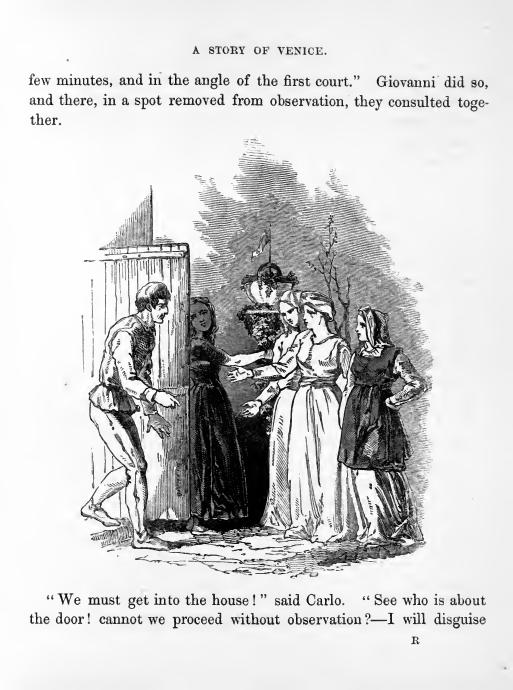 A STORY OF VENICE.
few minutes, and in the angle of the first court.” Giovanni did so,
and there, in a spot removed from observation, they consulted toge-
ther.
“We must get into the house!” said Carlo. “See who is about
the door! cannot we proceed without observation?—I will disguise
R